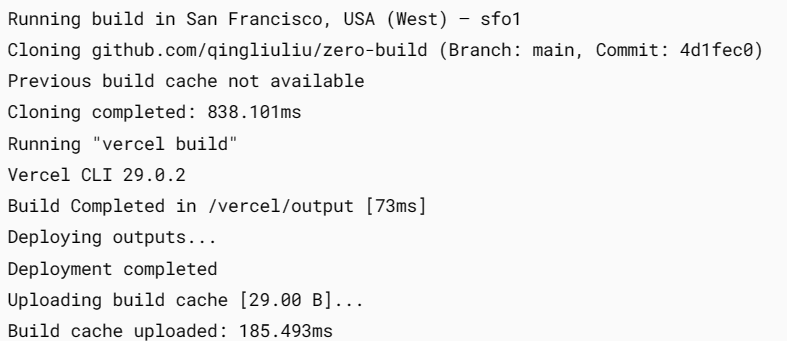 Running build in San Francisco, USA (West) – sfo1
Cloning github.com/qingliuliu/zero-build (Branch: main, Commit: 4d1fec0)
Previous build cache not available
Cloning completed: 838.101ms
Running "vercel build"
Vercel CLI 29.0.2
Build Completed in /vercel/output [73ms]
Deploying outputs...
Deployment completed
Uploading build cache [29.00 B]...
Build cache uploaded: 185.493ms